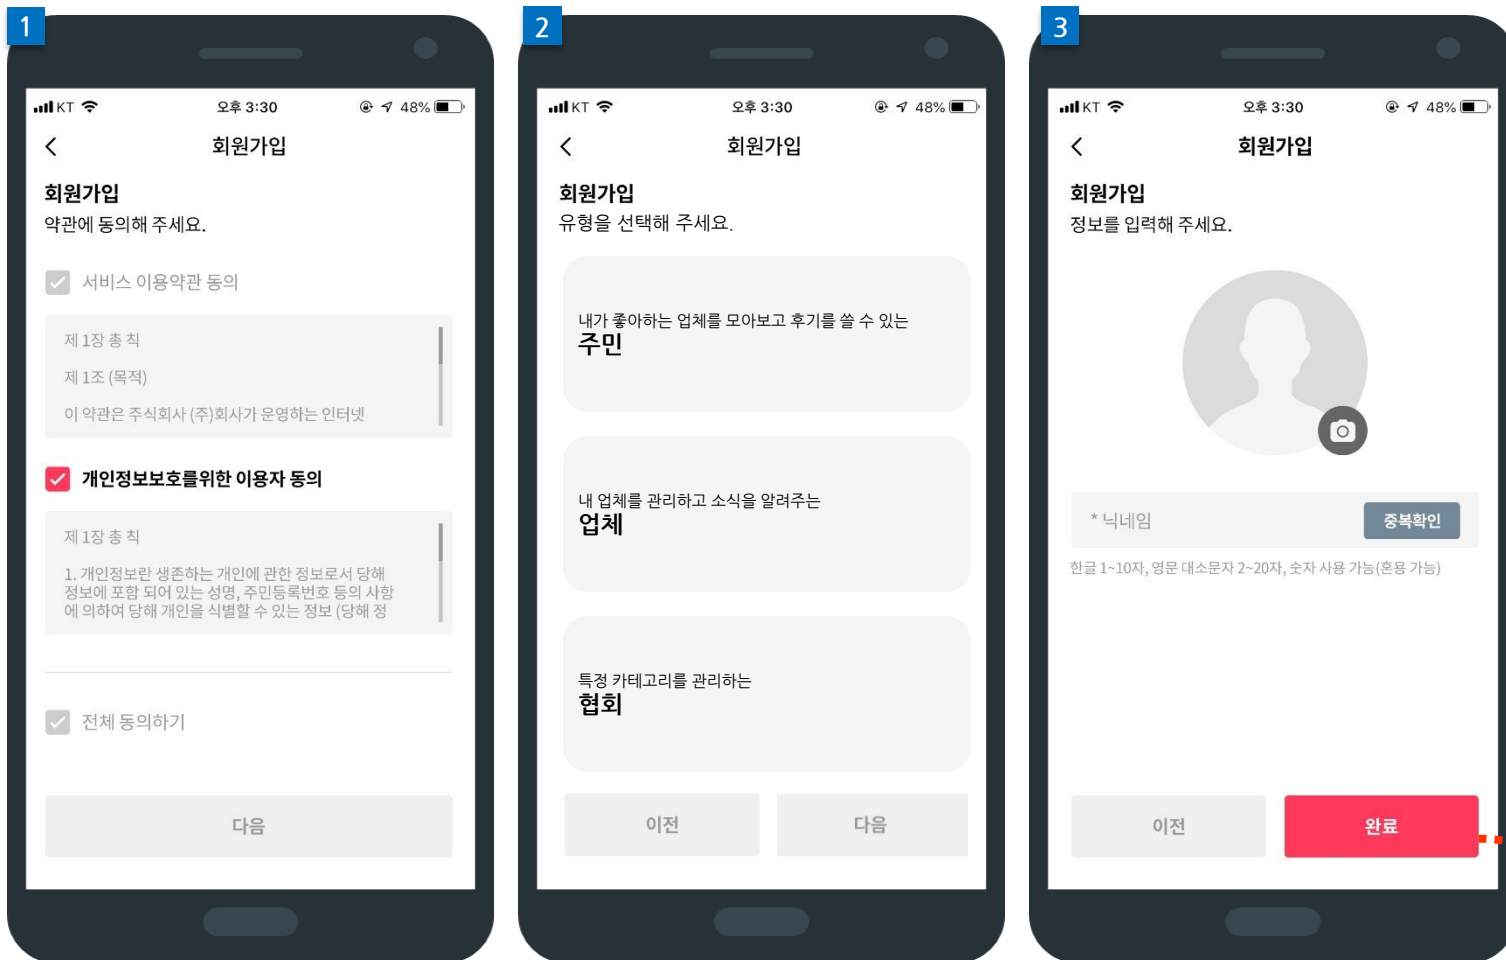 1
KT
오후 3:30
48%
회원가입
회원가입
약관에 동의해 주세요.
서비스 이용약관 동의
제 1장 총 칙
제 1조 (목적)
이 약관은 주식회사 (주)회사가 운영하는 인터넷
개인정보보호를위한 이용자 동의
제 1장 총 칙
1. 개인정보란 생존하는 개인에 관한 정보로서 당해
정보에 포함 되어 있는 성명, 주민등록번호 등의 사항
에 의하여 당해 개인을 식별할 수 있는 정보 (당해 정
전체 동의하기
다음
2
KT
오후 3:30
48%
회원가입
회원가입
유형을 선택해 주세요.
내가 좋아하는 업체를 모아보고 후기를 쓸 수 있는
주민
내 업체를 관리하고 소식을 알려주는
업체
특정 카테고리를 관리하는
협회
이전
다음
3
KT
오후 3:30
48%
회원가입
회원가입
정보를 입력해 주세요.
* 닉네임
중복확인
한글 1~10자, 영문 대소문자 2~20자, 숫자 사용 가능(혼용 가능)
이전
완료